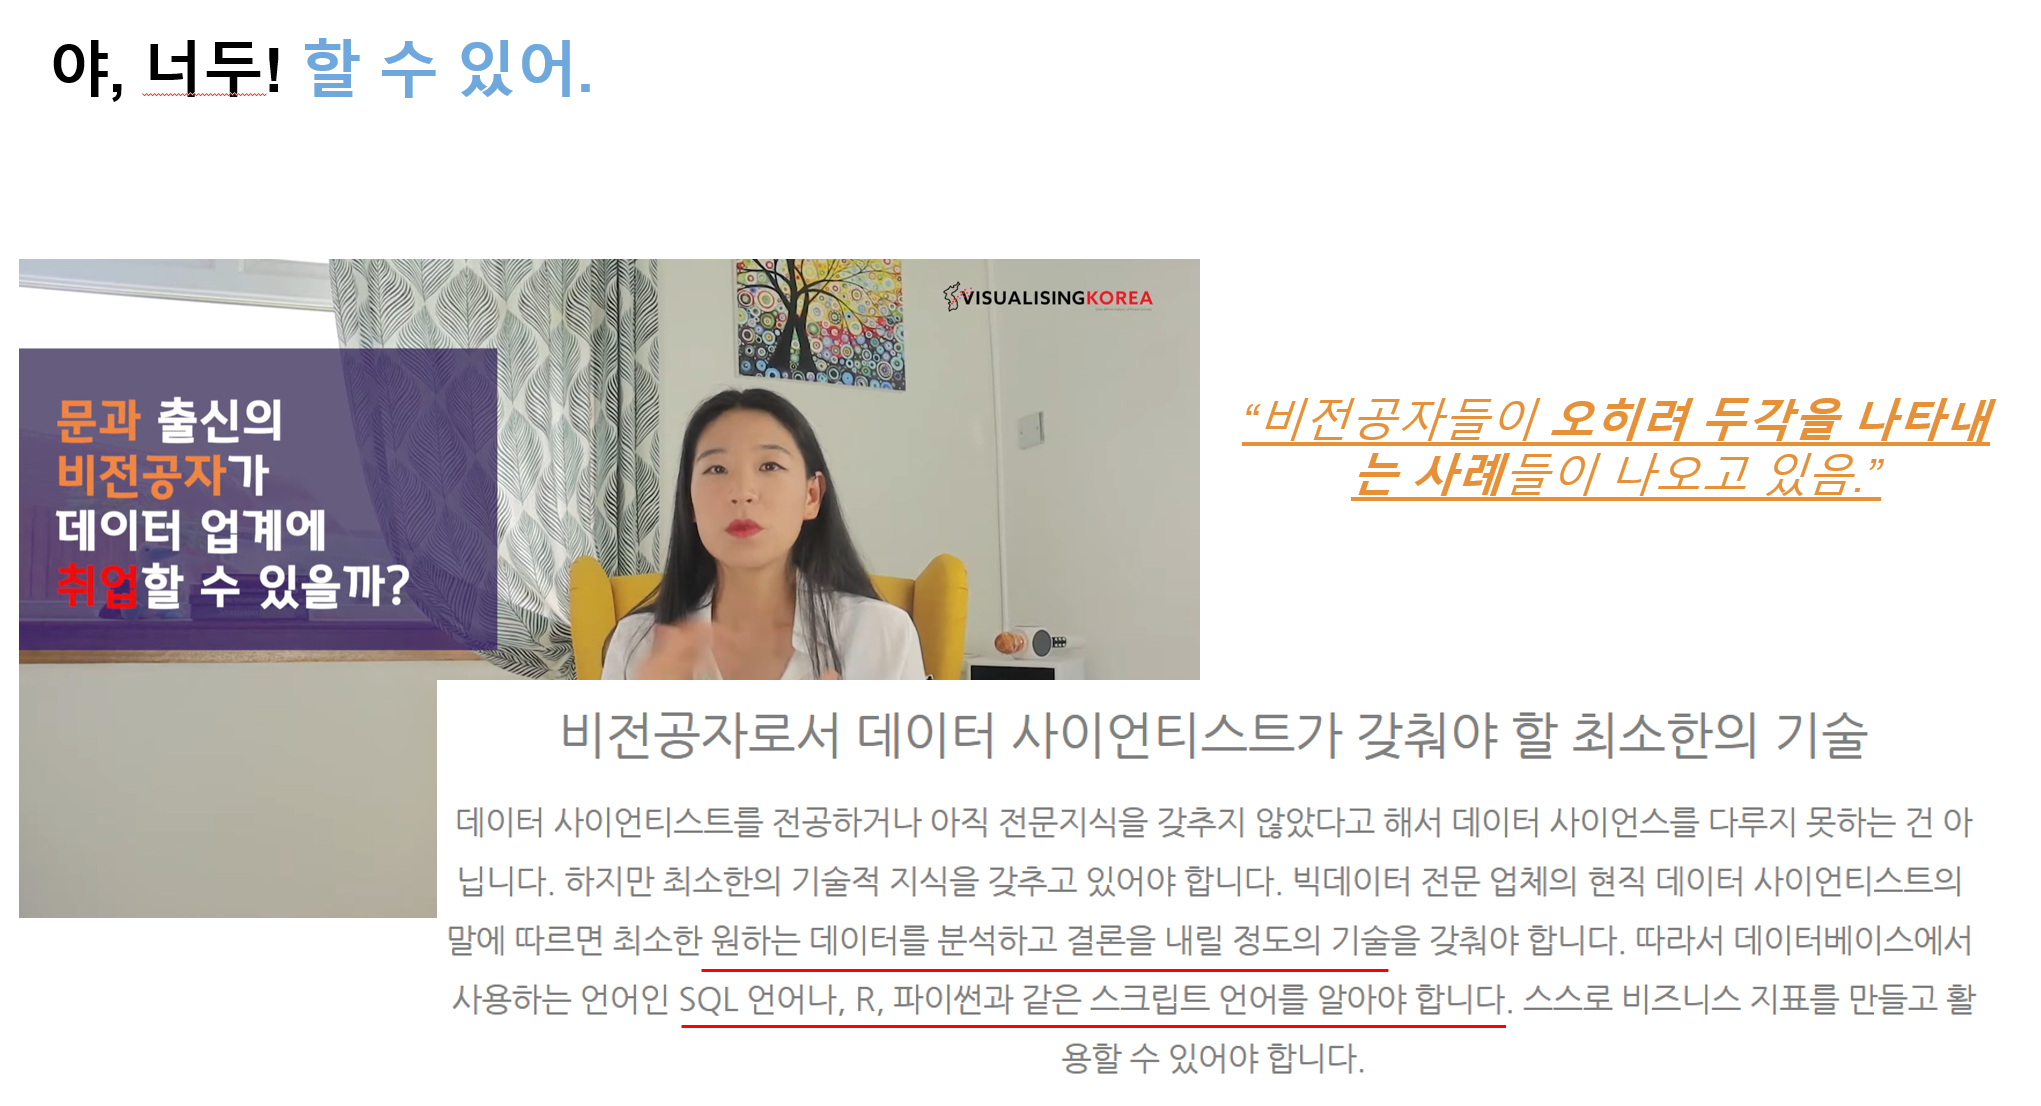 야, 너두! 할 수 있어.
VISUALISINGKOREA
문과 출신의
비전공자가
데이터 업계에
취업할 수 있을까?
“비전공자들이 오히려 두각을 나타내
는 사례들이 나오고 있음.”
비전공자로서 데이터 사이언티스트가 갖춰야 할 최소한의 기술
데이터 사이언티스트를 전공하거나 아직 전문지식을 갖추지 않았다고 해서 데이터 사이언스를 다루지 못하는 건 아
닙니다. 하지만 최소한의 기술적 지식을 갖추고 있어야 합니다. 빅데이터 전문 업체의 현직 데이터 사이언티스트의
말에 따르면 최소한 원하는 데이터를 분석하고 결론을 내릴 정도의 기술을 갖춰야 합니다. 따라서 데이터베이스에서
사용하는 언어인 SQL 언어나, R, 파이썬과 같은 스크립트 언어를 알아야 합니다. 스스로 비즈니스 지표를 만들고 활
용할 수 있어야 합니다.